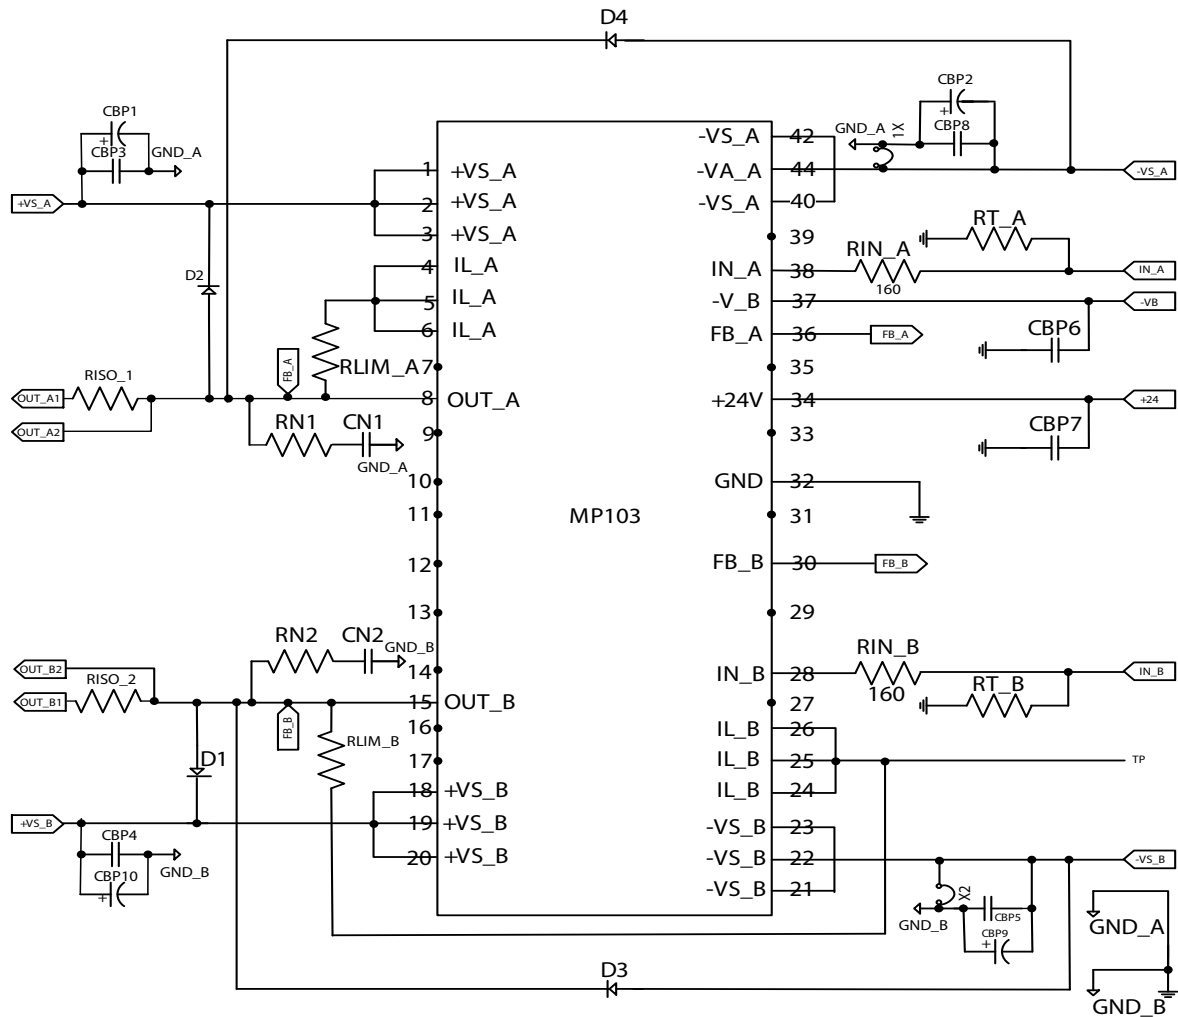 D4
CBP1
+
CBP3
GND_A
+VS_A
D2
RISO_1
OUT_A1
OUT_A2
FB_A
RLIM_A
RN1
CN1
GND_A
1
+VS_A
2
+VS_A
3
+VS_A
4
IL_A
5
IL_A
6
IL_A
7
8
OUT_A
9
10
11
12
13
14
15
OUT_B
16
17
18
+VS_B
19
+VS_B
20
+VS_B
MP103
-VS_A
42
-VA_A
44
-VS_A
40
39
IN_A
38
-V_B
37
FB_A
36
35
+24V
34
33
GND
32
31
FB_B
30
29
IN_B
28
27
IL_B
26
IL_B
25
IL_B
24
-VS_B
23
-VS_B
22
-VS_B
21
GND_A
1X
CBP2
+
CBP8
-VS_A
RT_A
RIN_A
160
IN_A
-VB
CBP6
FB_A
+24
CBP7
FB_B
RIN_B
160
RT_B
IN_B
TP
-VS_B
X2
GND_B
CBP5
CBP9
+
GND_A
GND_B
RN2
CN2
GND_B
OUT_B2
OUT_B1
RISO_2
FB_B
RLIM_B
D1
+VS_B
CBP4
CBP10
+
GND_B
D3